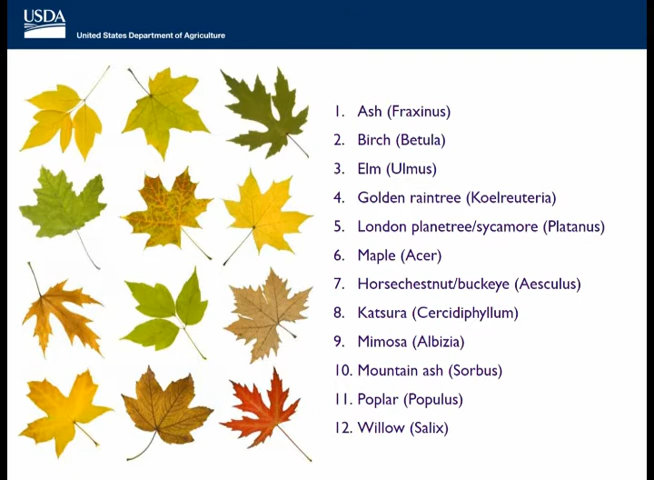 USDA
United States Department of Agriculture
1. Ash (Fraxinus)
2. Birch (Betula)
3. Elm (Ulmus)
4. Golden raintree (Koelreuteria)
5. London planetree/sycamore (Platanus)
6. Maple (Acer)
7. Horsechestnut/buckeye (Aesculus)
8. Katsura (Cercidiphyllum)
9. Mimosa (Albizia)
10. Mountain ash (Sorbus)
11. Poplar (Populus)
12. Willow (Salix)